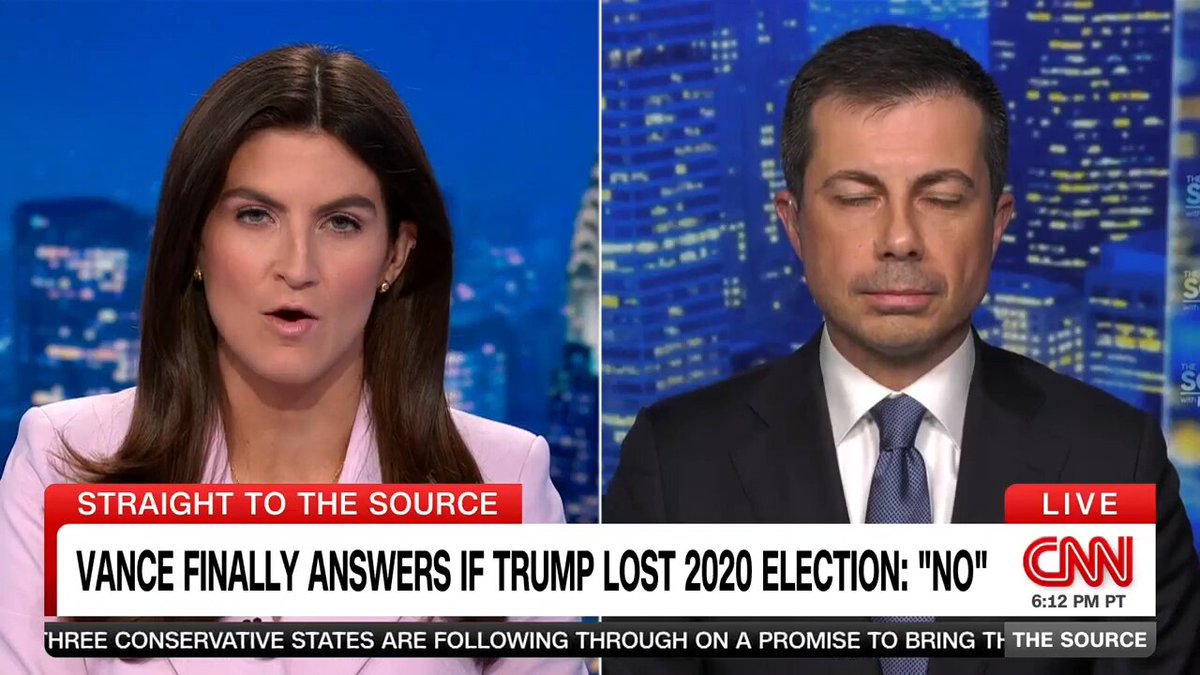 STRAIGHT TO THE SOURCE
LIVE
VANCE FINALLY ANSWERS IF TRUMP LOST 2020 ELECTION: "NO"
CNN
6:12 PM PT
THREE CONSERVATIVE STATES ARE FOLLOWING THROUGH ON A PROMISE TO BRING TH
THE SOURCE